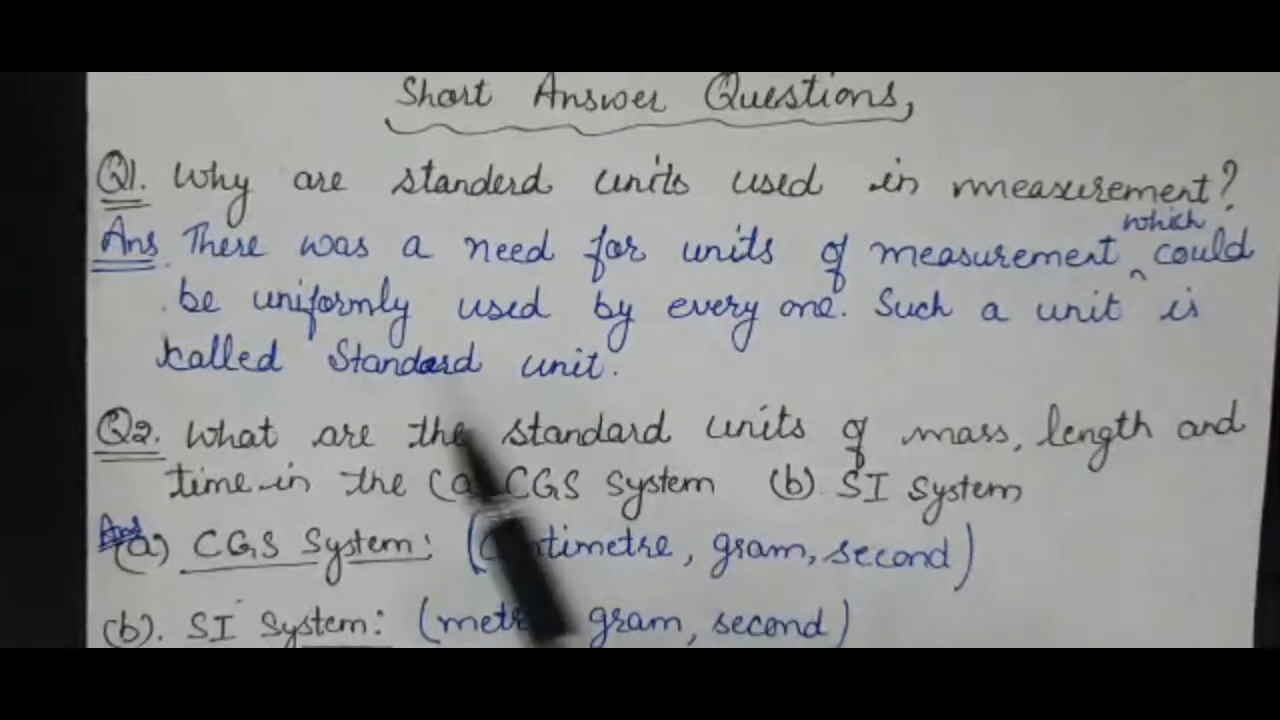 Short Answer Questions,
Q1. Why are standerd units used in measurement?
Ans There was a need for units of measurement which could
be uniformly used by every one. Such a unit is
called Standard unit.
Q2. What are the standard units of mass, length and
time in the (a) CGS System (b) SI System
Ans (a) CGS System: (, gram, second)
(b). SI System: ( gram, second)